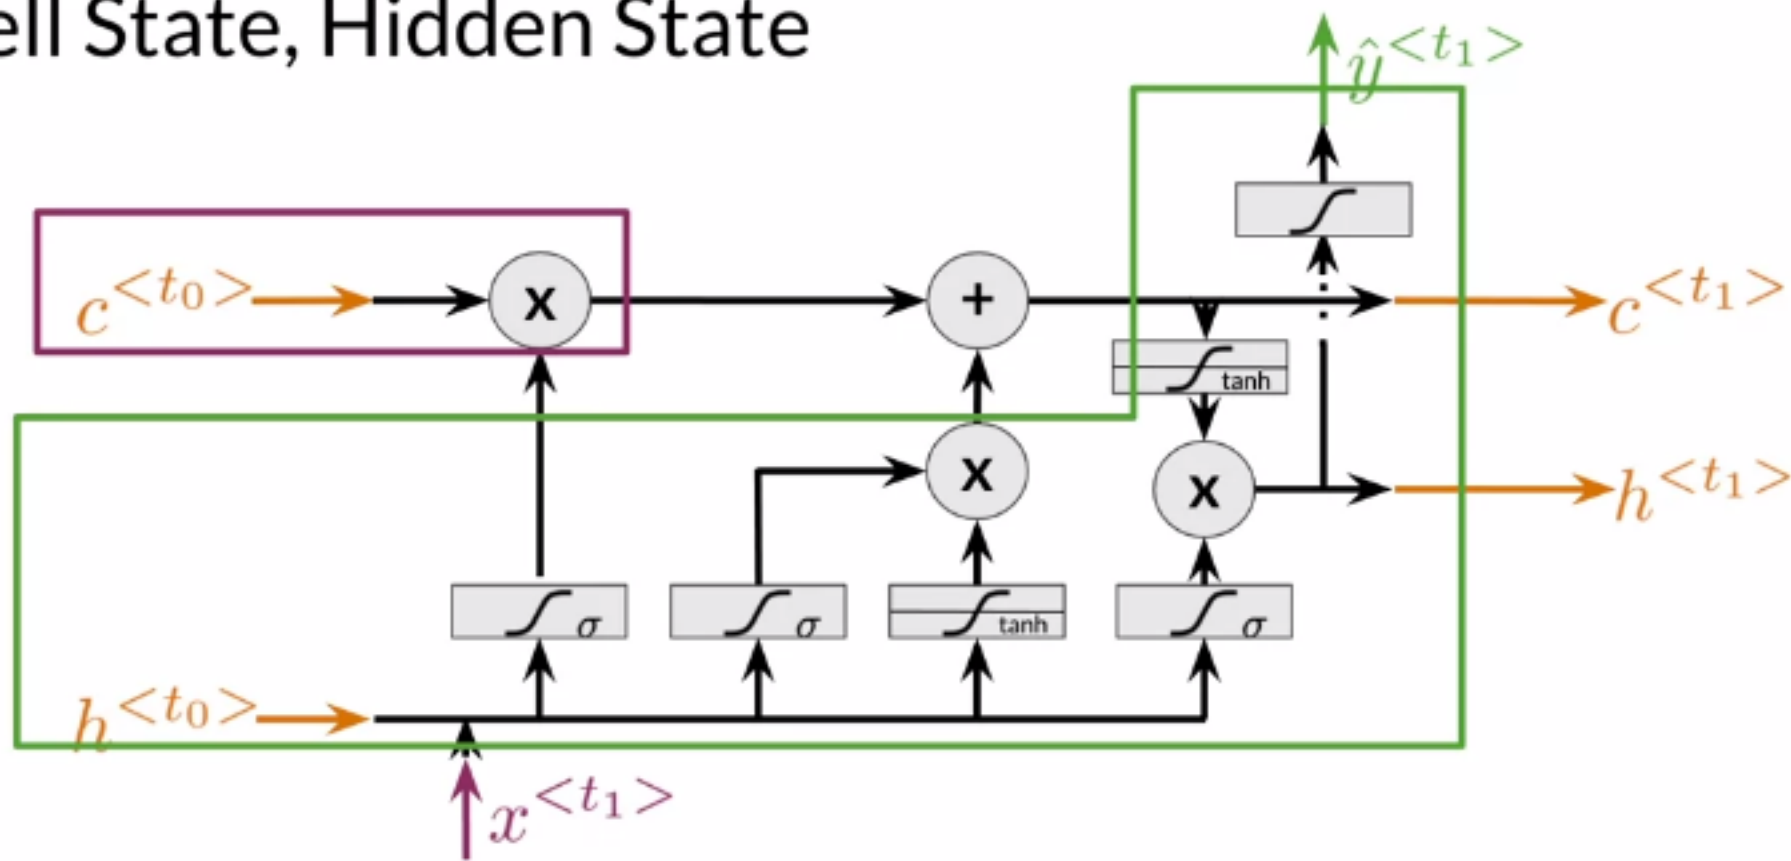 ell State, Hidden State
ŷ<t₁>
c<t₀>
x
+
c<t₁>
tanh
x
x
h<t₁>
σ
σ
tanh
σ
h<t₀>
x<t₁>